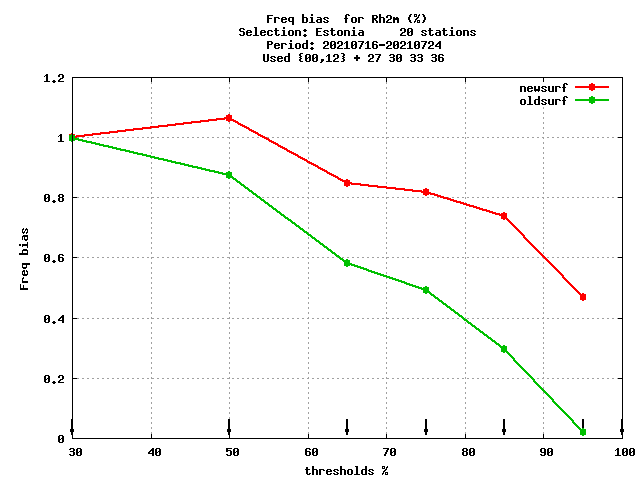 Freq bias for Rh2m (%)
Selection: Estonia 20 stations
Period: 20210716-20210724
Used {00,12} + 27 30 33 36
newsurf
oldsurf
1.2
1
0.8
0.6
0.4
0.2
0
Freq bias
30 40 50 60 70 80 90 100
thresholds %